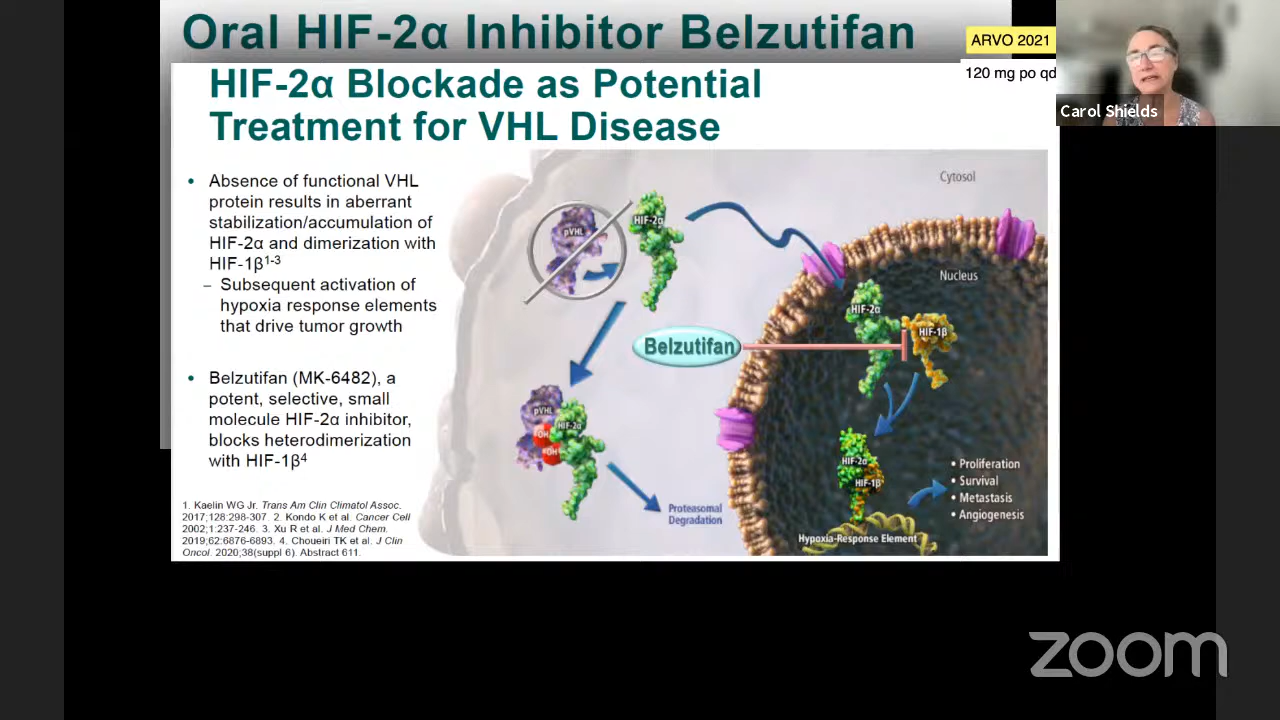 Oral HIF-2α Inhibitor Belzutifan
ARVO 2021
120 mg po qd
Carol Shields
HIF-2α Blockade as Potential
Treatment for VHL Disease
• Absence of functional VHL
protein results in aberrant
stabilization/accumulation of
HIF-2α and dimerization with
HIF-1β¹⁻³
– Subsequent activation of
hypoxia response elements
that drive tumor growth
• Belzutifan (MK-6482), a
potent, selective, small
molecule HIF-2α inhibitor,
blocks heterodimerization
with HIF-1β⁴
1. Kaelin WG Jr. Trans Am Clin Climatol Assoc.
2017;128:298-307. 2. Kondo K et al. Cancer Cell
2002;1:237-246. 3. Xu R et al. J Med Chem.
2019;62:6876-6893. 4. Choueiri TK et al. J Clin
Oncol. 2020;38(suppl 6). Abstract 611.
Cytosol
pVHL
HIF-2α
Nucleus
HIF-2α
HIF-1β
Belzutifan
pVHL
HIF-2α
OH
OH
Proteasomal
Degradation
HIF-2α
HIF-1β
• Proliferation
• Survival
• Metastasis
• Angiogenesis
Hypoxia-Response Element
zoom